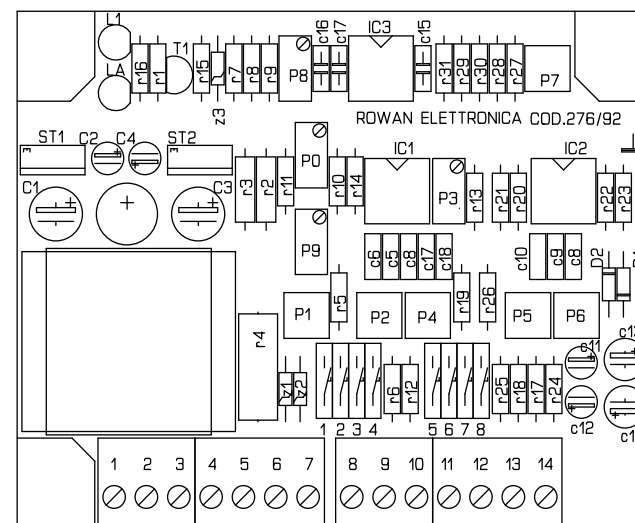 L1 C16 C17 IC3 C15
r16 r1 T1 r15 z3 r7 r8 r9 P8 r31 r29 r30 r28 r27 P7
LA
ROWAN ELETTRONICA COD.276/92
ST1 C2 C4 ST2 P0 IC1 IC2
C1 C3 r3 r2 r11 r10 r14 P3 r13 r21 r20 r22 r23
P9 c6 c5 c8 c17 c18 c10 c9 c8 D2
P1 r5 P2 P4 r19 r26 P5 P6
r4 c11
z1 z2 r6 r12 r25 r18 r17 r24 c12
1 2 3 4 5 6 7 8
1 2 3 4 5 6 7 8 9 10 11 12 13 14